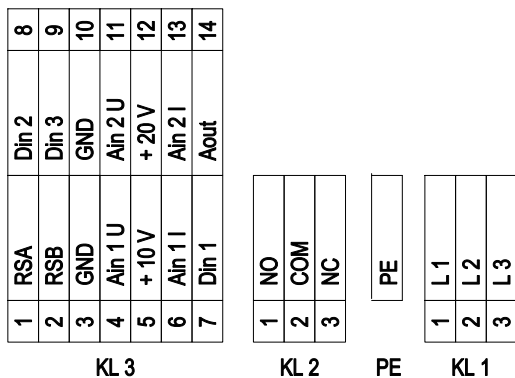 8 9 10 11 12 13 14
Din 2 Din 3 GND Ain 2 U + 20 V Ain 2 I Aout
RSA RSB GND Ain 1 U + 10 V Ain 1 I Din 1
1 2 3 4 5 6 7
KL 3
NO COM NC
1 2 3
KL 2
PE
PE
L 1 L 2 L 3
1 2 3
KL 1